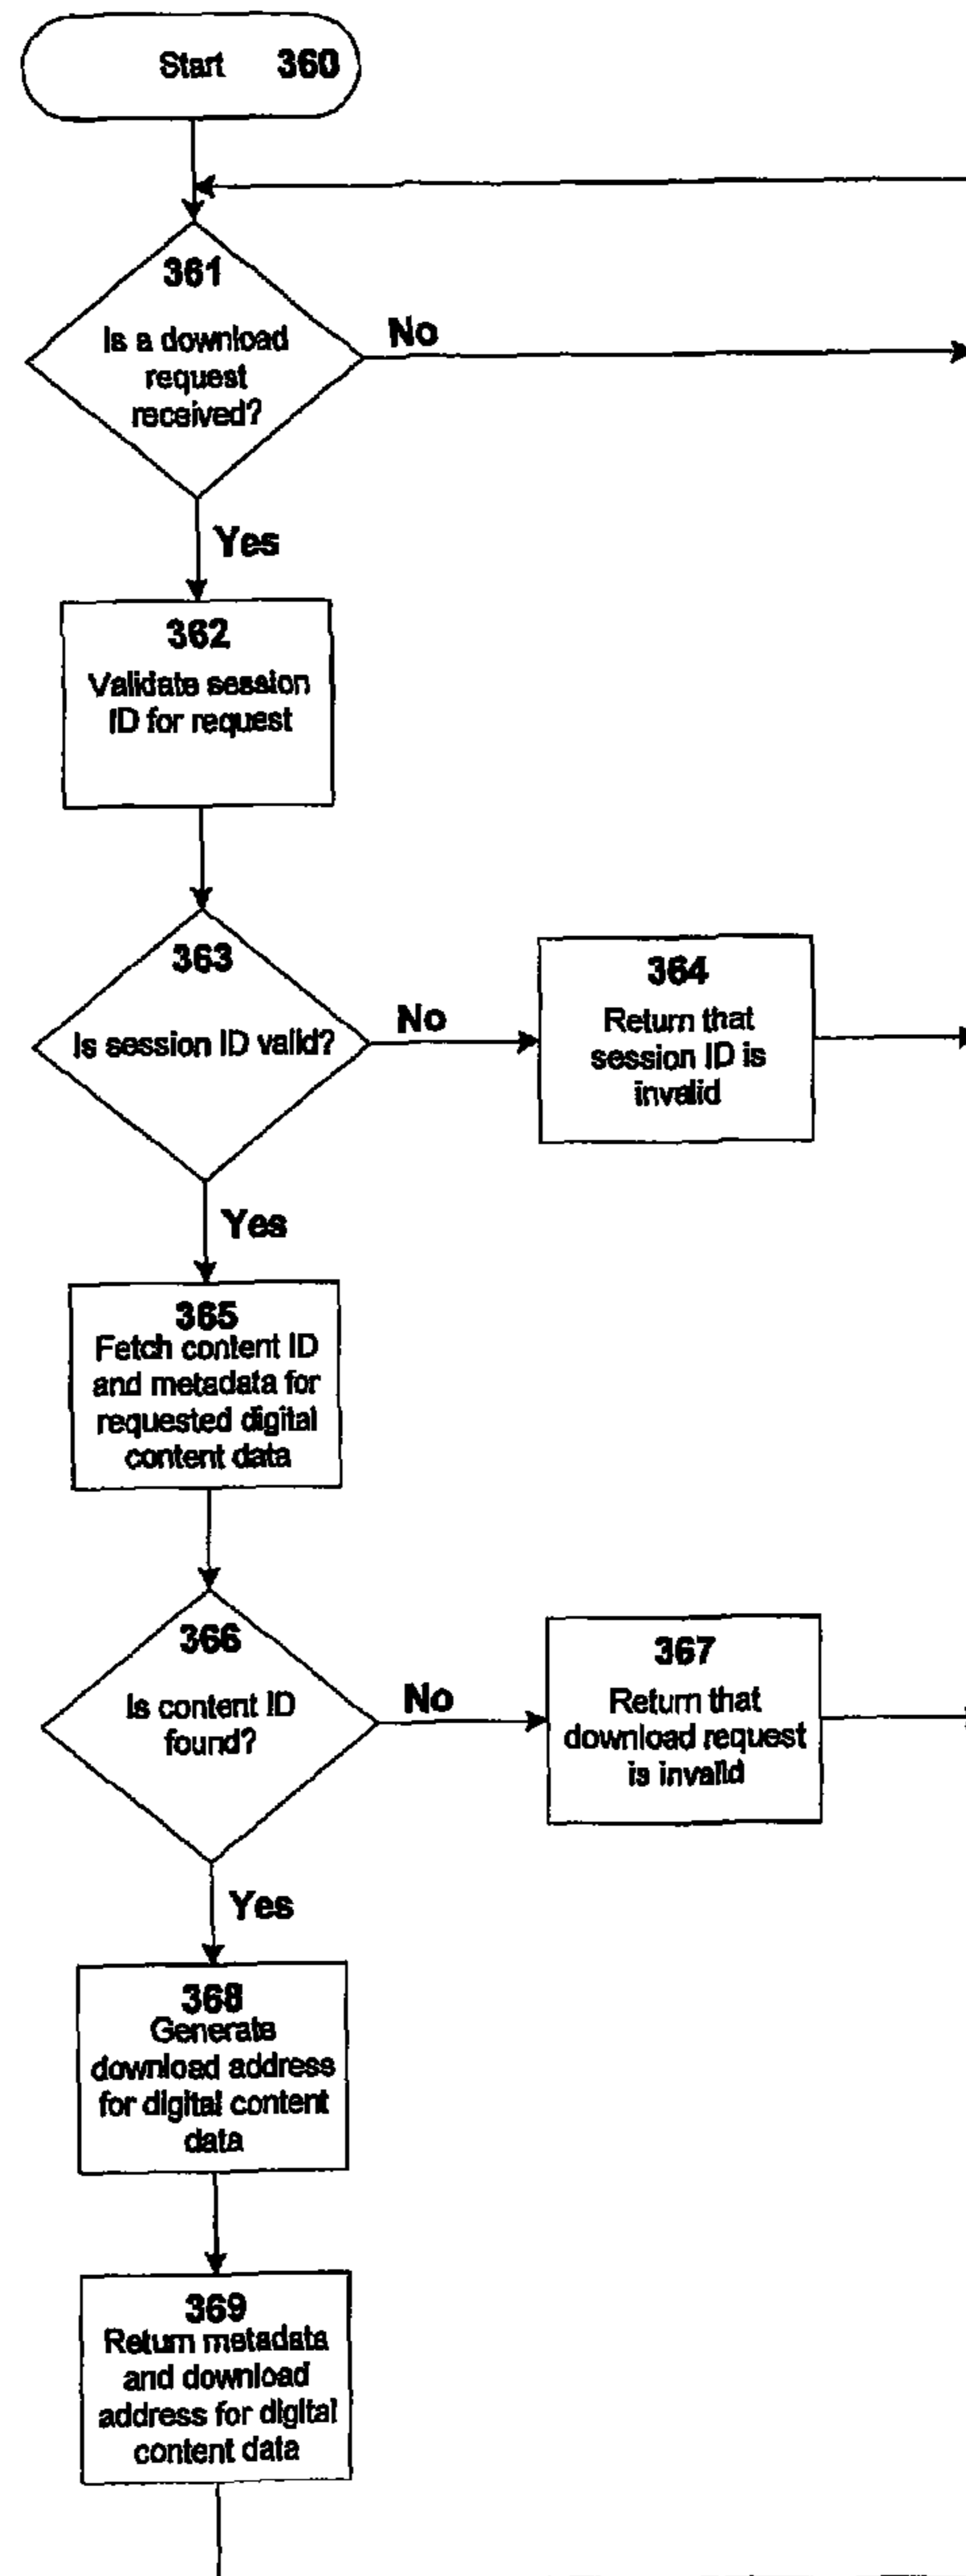 Start 360
361
Is a download
request
received?
No
Yes
362
Validate session
ID for request
363
Is session ID valid?
No
364
Return that
session ID is
invalid
Yes
365
Fetch content ID
and metadata for
requested digital
content data
366
Is content ID
found?
No
367
Return that
download request
is invalid
Yes
368
Generate
download address
for digital content
data
369
Return metadata
and download
address for digital
content data